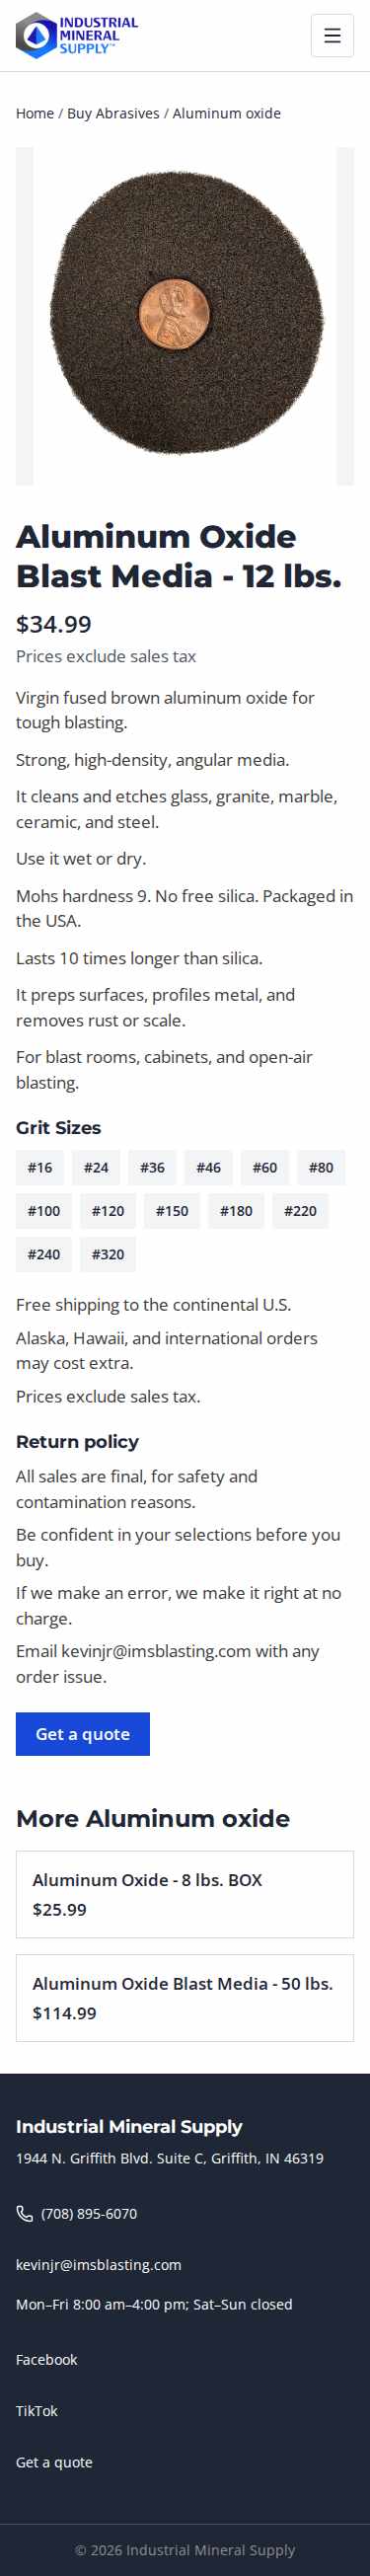 INDUSTRIAL
MINERAL
SUPPLY™
Home / Buy Abrasives / Aluminum oxide
Aluminum Oxide
Blast Media - 12 lbs.
$34.99
Prices exclude sales tax
Virgin fused brown aluminum oxide for
tough blasting.
Strong, high-density, angular media.
It cleans and etches glass, granite, marble,
ceramic, and steel.
Use it wet or dry.
Mohs hardness 9. No free silica. Packaged in
the USA.
Lasts 10 times longer than silica.
It preps surfaces, profiles metal, and
removes rust or scale.
For blast rooms, cabinets, and open-air
blasting.
Grit Sizes
#16 #24 #36 #46 #60 #80
#100 #120 #150 #180 #220
#240 #320
Free shipping to the continental U.S.
Alaska, Hawaii, and international orders
may cost extra.
Prices exclude sales tax.
Return policy
All sales are final, for safety and
contamination reasons.
Be confident in your selections before you
buy.
If we make an error, we make it right at no
charge.
Email kevinjr@imsblasting.com with any
order issue.
Get a quote
More Aluminum oxide
Aluminum Oxide - 8 lbs. BOX
$25.99
Aluminum Oxide Blast Media - 50 lbs.
$114.99
Industrial Mineral Supply
1944 N. Griffith Blvd. Suite C, Griffith, IN 46319
(708) 895-6070
kevinjr@imsblasting.com
Mon–Fri 8:00 am–4:00 pm; Sat–Sun closed
Facebook
TikTok
Get a quote
© 2026 Industrial Mineral Supply